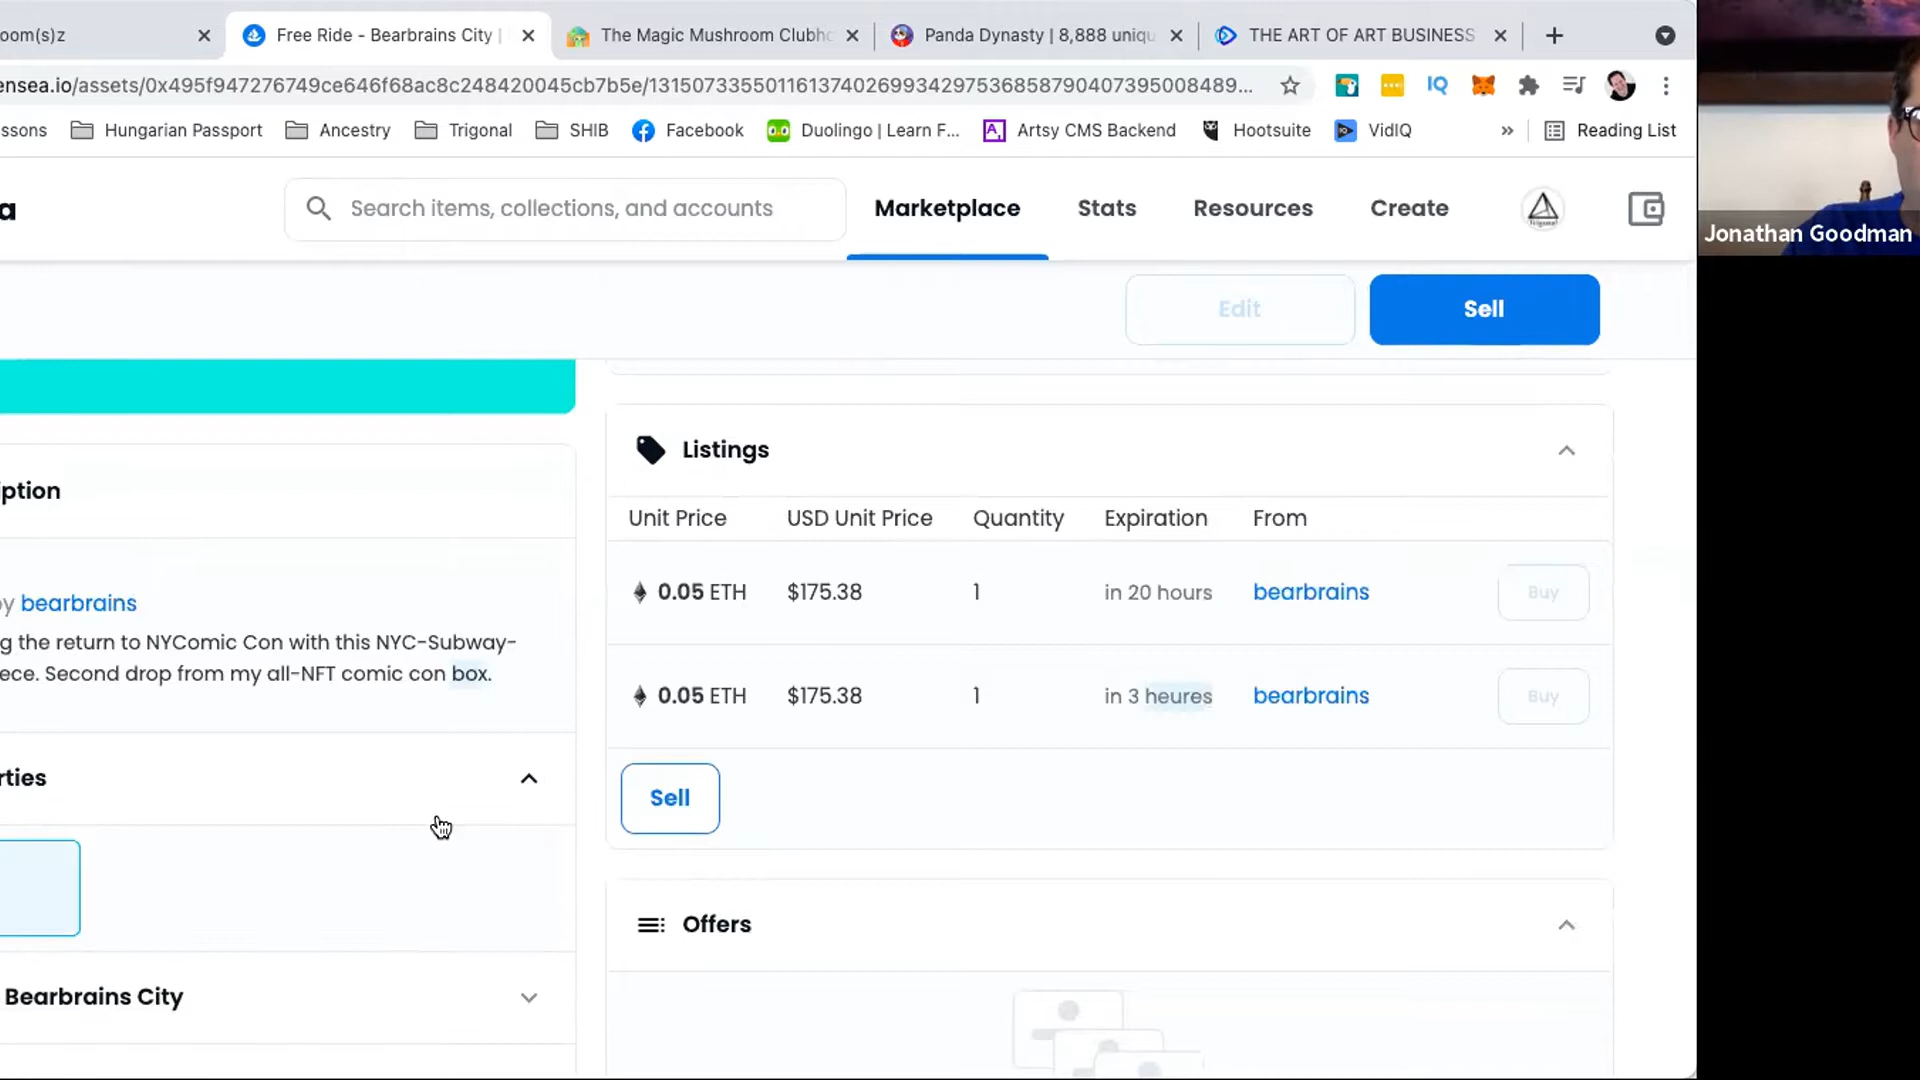 oom(s)z
Free Ride - Bearbrains City |
The Magic Mushroom Clubho
Panda Dynasty | 8,888 uniqu
THE ART OF ART BUSINESS
ensea.io/assets/0x495f947276749ce646f68ac8c248420045cb7b5e/131507335501161374026993429753685879040739500848​9...
ssons
Hungarian Passport
Ancestry
Trigonal
SHIB
Facebook
Duolingo | Learn F...
Artsy CMS Backend
Hootsuite
VidIQ
»
Reading List
a
Search items, collections, and accounts
Marketplace
Stats
Resources
Create
Jonathan Goodman
Edit
Sell
iption
y bearbrains
g the return to NYComic Con with this NYC-Subway-
ece. Second drop from my all-NFT comic con box.
rties
Bearbrains City
Listings
Unit Price USD Unit Price Quantity Expiration From
0.05 ETH $175.38 1 in 20 hours bearbrains Buy
0.05 ETH $175.38 1 in 3 heures bearbrains Buy
Sell
Offers